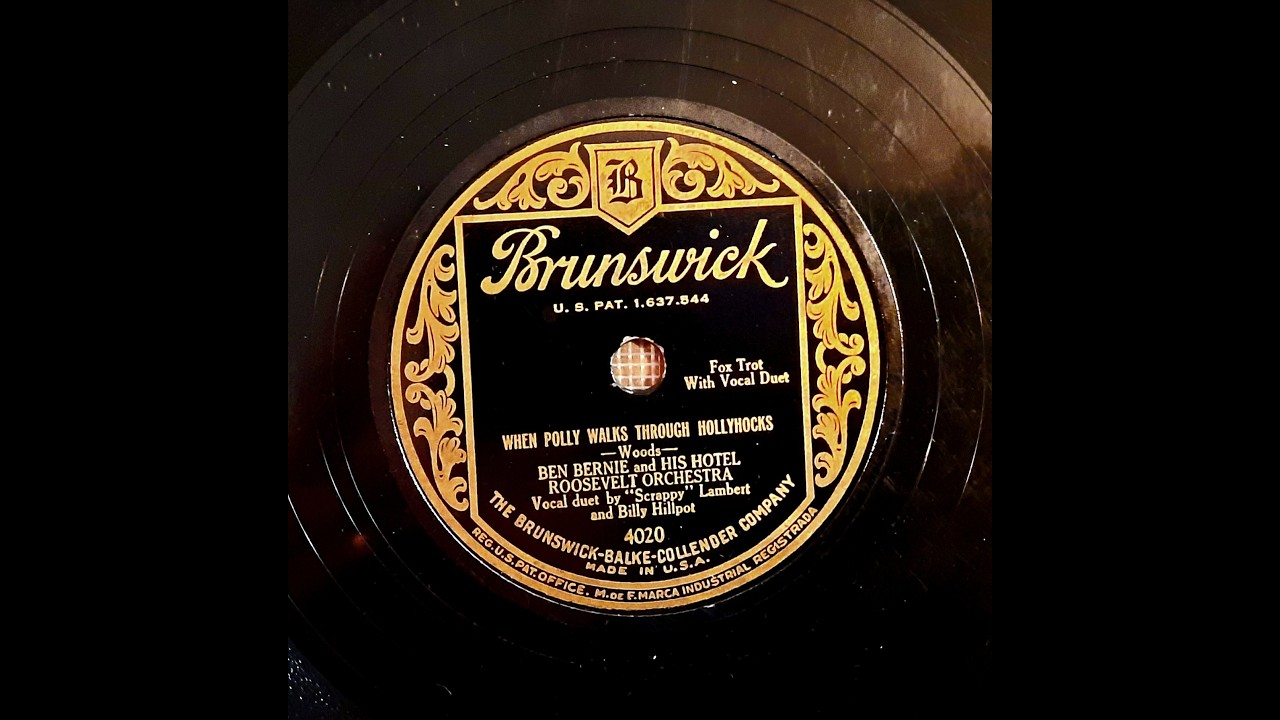 B
Brunswick
U. S. PAT. 1.637.544
Fox Trot
With Vocal Duet
WHEN POLLY WALKS THROUGH HOLLYHOCKS
—Woods—
BEN BERNIE and HIS HOTEL
ROOSEVELT ORCHESTRA
Vocal duet by "Scrappy" Lambert
and Billy Hillpot
4020
THE BRUNSWICK-BALKE-COLLENDER COMPANY
MADE IN U.S.A.
REG.U.S.PAT.OFFICE. M.DE F.MARCA INDUSTRIAL REGISTRADA